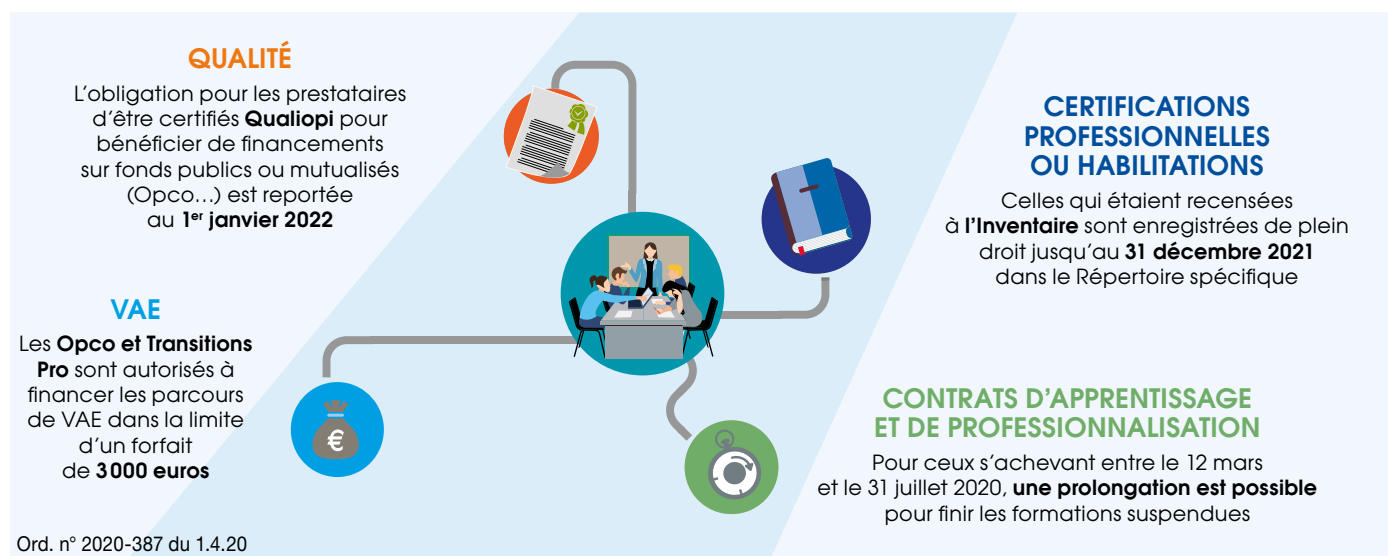 QUALITÉ
L'obligation pour les prestataires
d'être certifiés Qualiopi pour
bénéficier de financements
sur fonds publics ou mutualisés
(Opco…) est reportée
au 1er janvier 2022
VAE
Les Opco et Transitions
Pro sont autorisés à
financer les parcours
de VAE dans la limite
d'un forfait
de 3 000 euros
€
CERTIFICATIONS
PROFESSIONNELLES
OU HABILITATIONS
Celles qui étaient recensées
à l'Inventaire sont enregistrées de plein
droit jusqu'au 31 décembre 2021
dans le Répertoire spécifique
CONTRATS D'APPRENTISSAGE
ET DE PROFESSIONNALISATION
Pour ceux s'achevant entre le 12 mars
et le 31 juillet 2020, une prolongation est possible
pour finir les formations suspendues
Ord. n° 2020-387 du 1.4.20